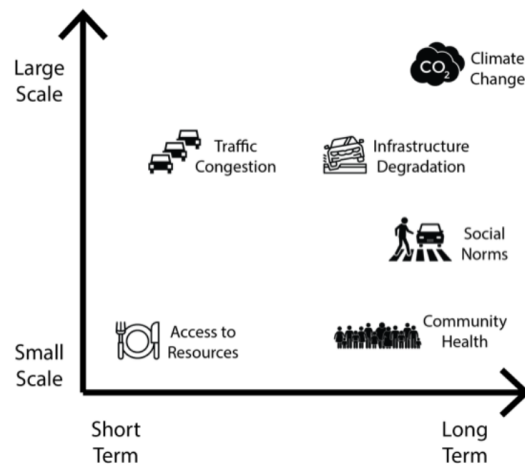 Large
Scale
CO2
Climate
Change
Traffic
Congestion
Infrastructure
Degradation
Social
Norms
Access to
Resources
Community
Health
Small
Scale
Short
Term
Long
Term